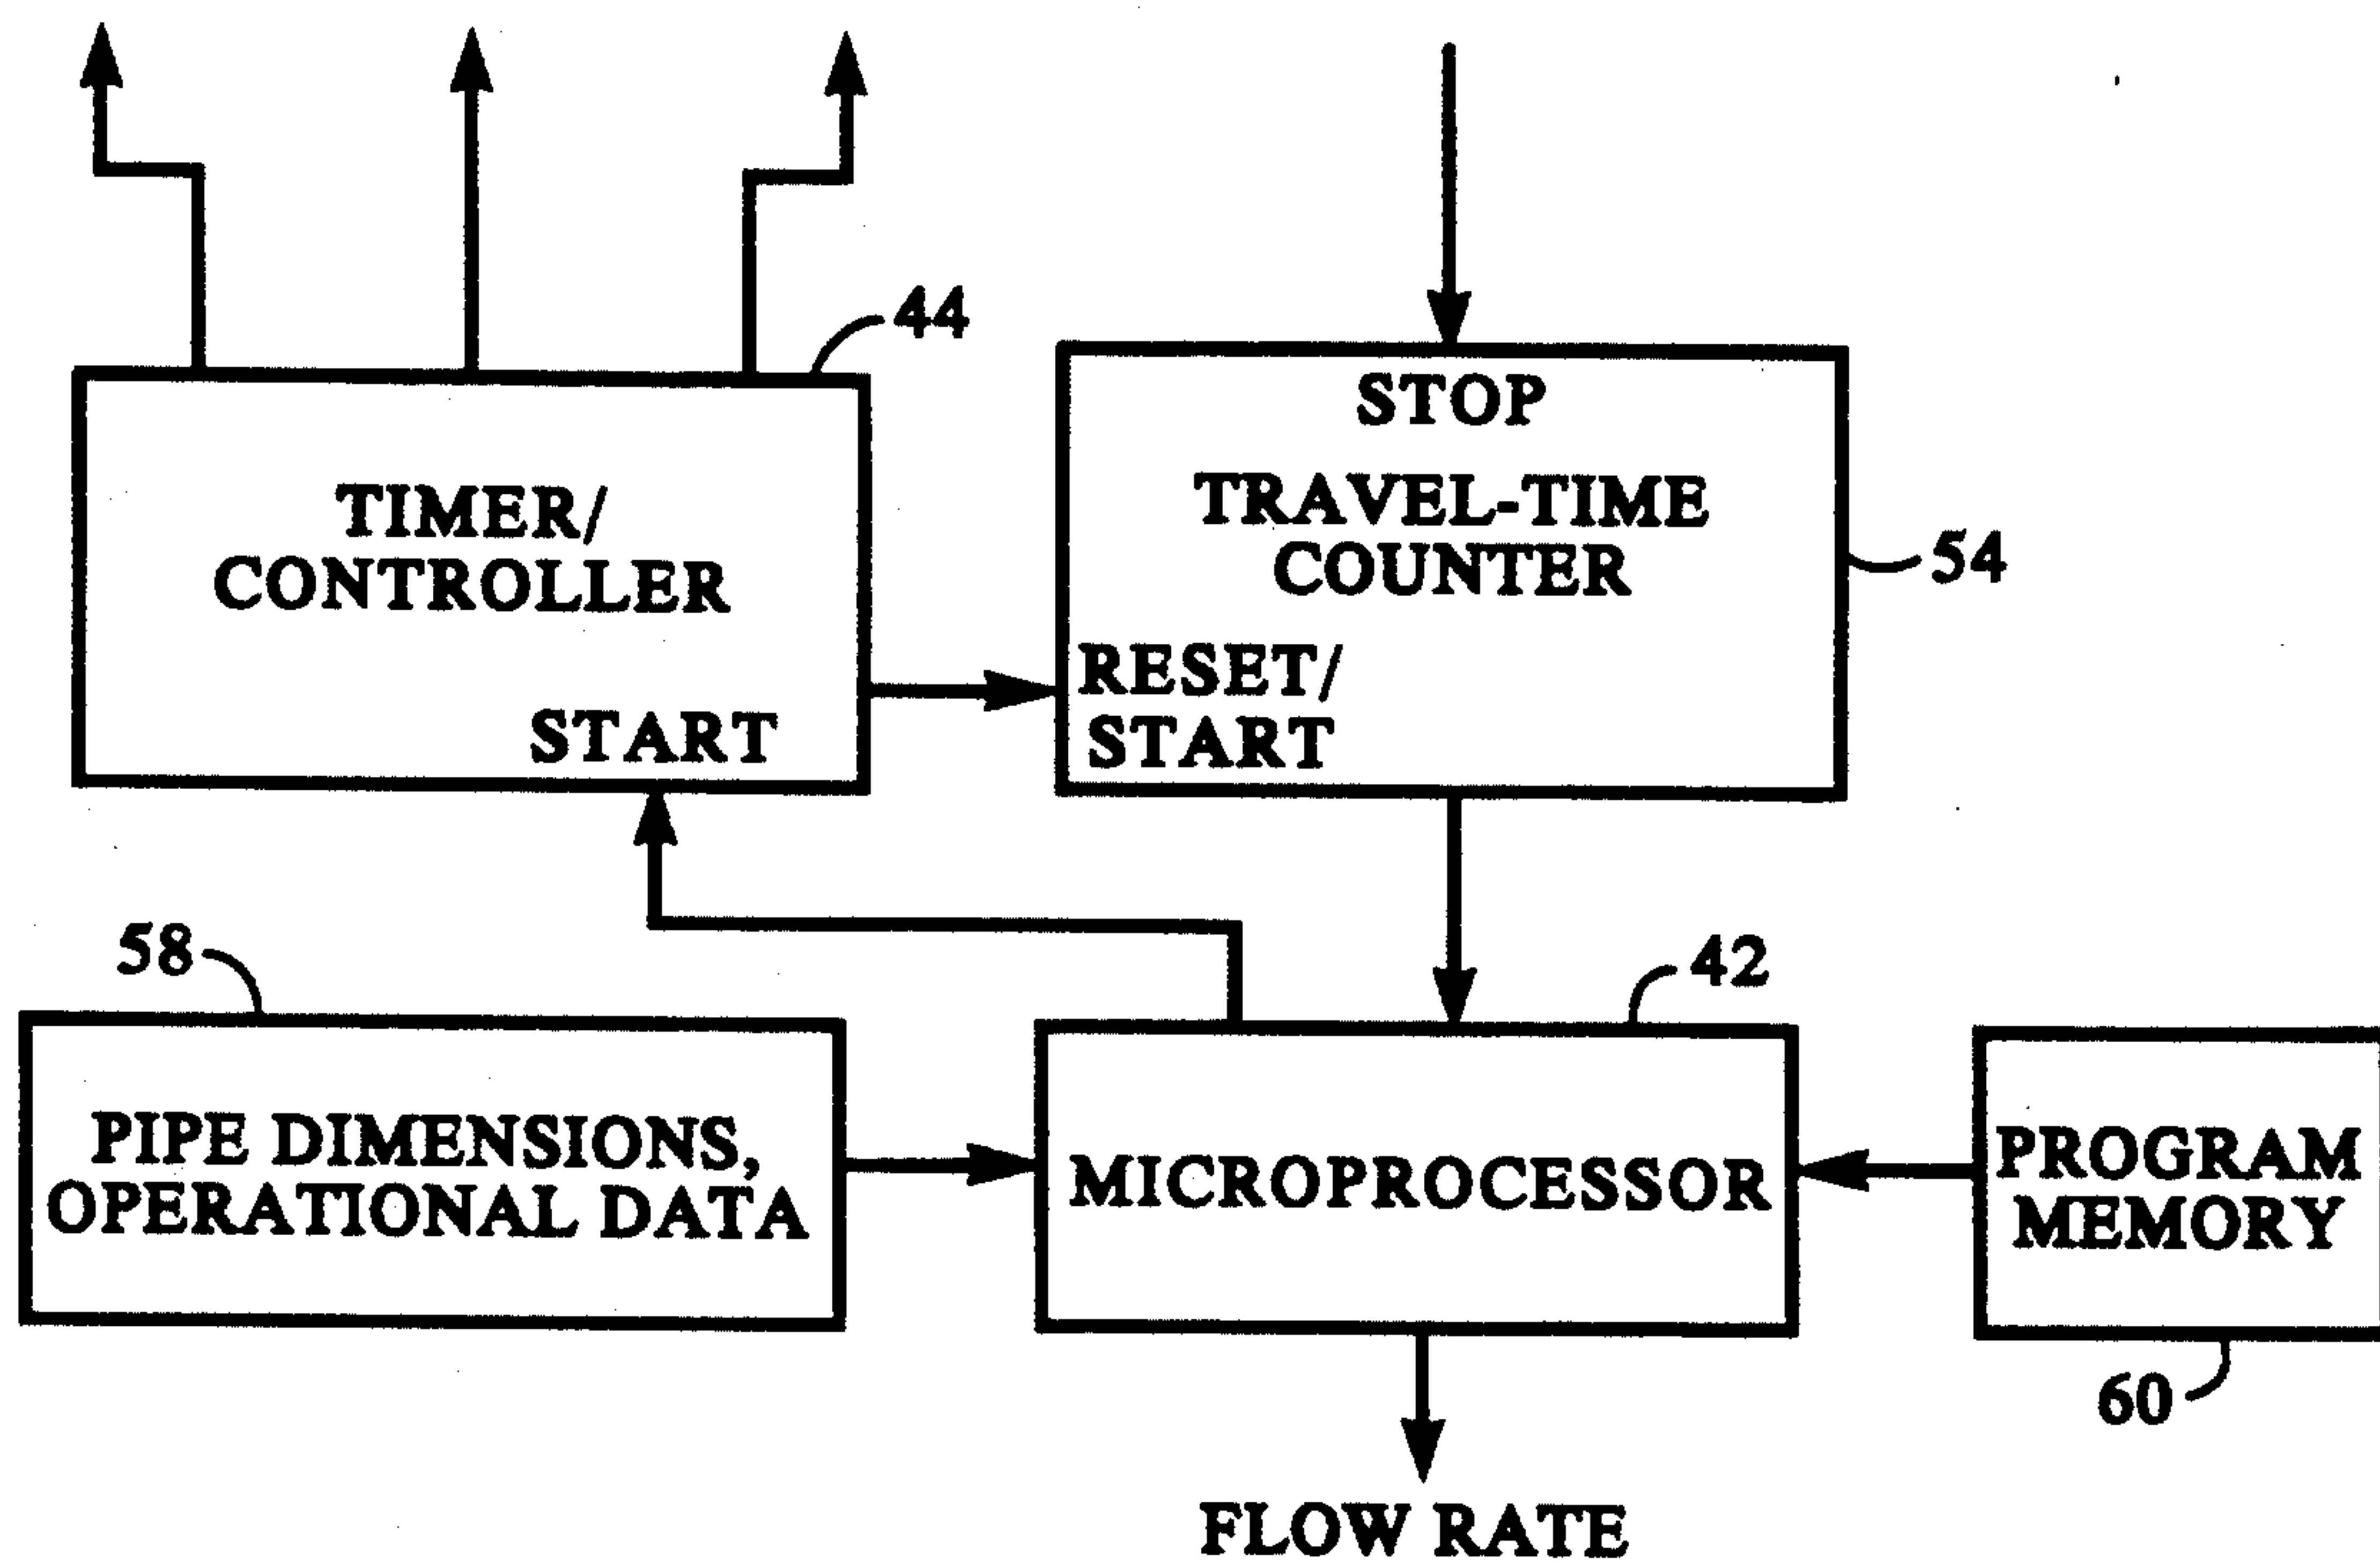 44
STOP
TRAVEL-TIME
COUNTER
54
TIMER/
CONTROLLER
START
RESET/
START
58
42
PIPE DIMENSIONS,
OPERATIONAL DATA
MICROPROCESSOR
PROGRAM
MEMORY
60
FLOW RATE